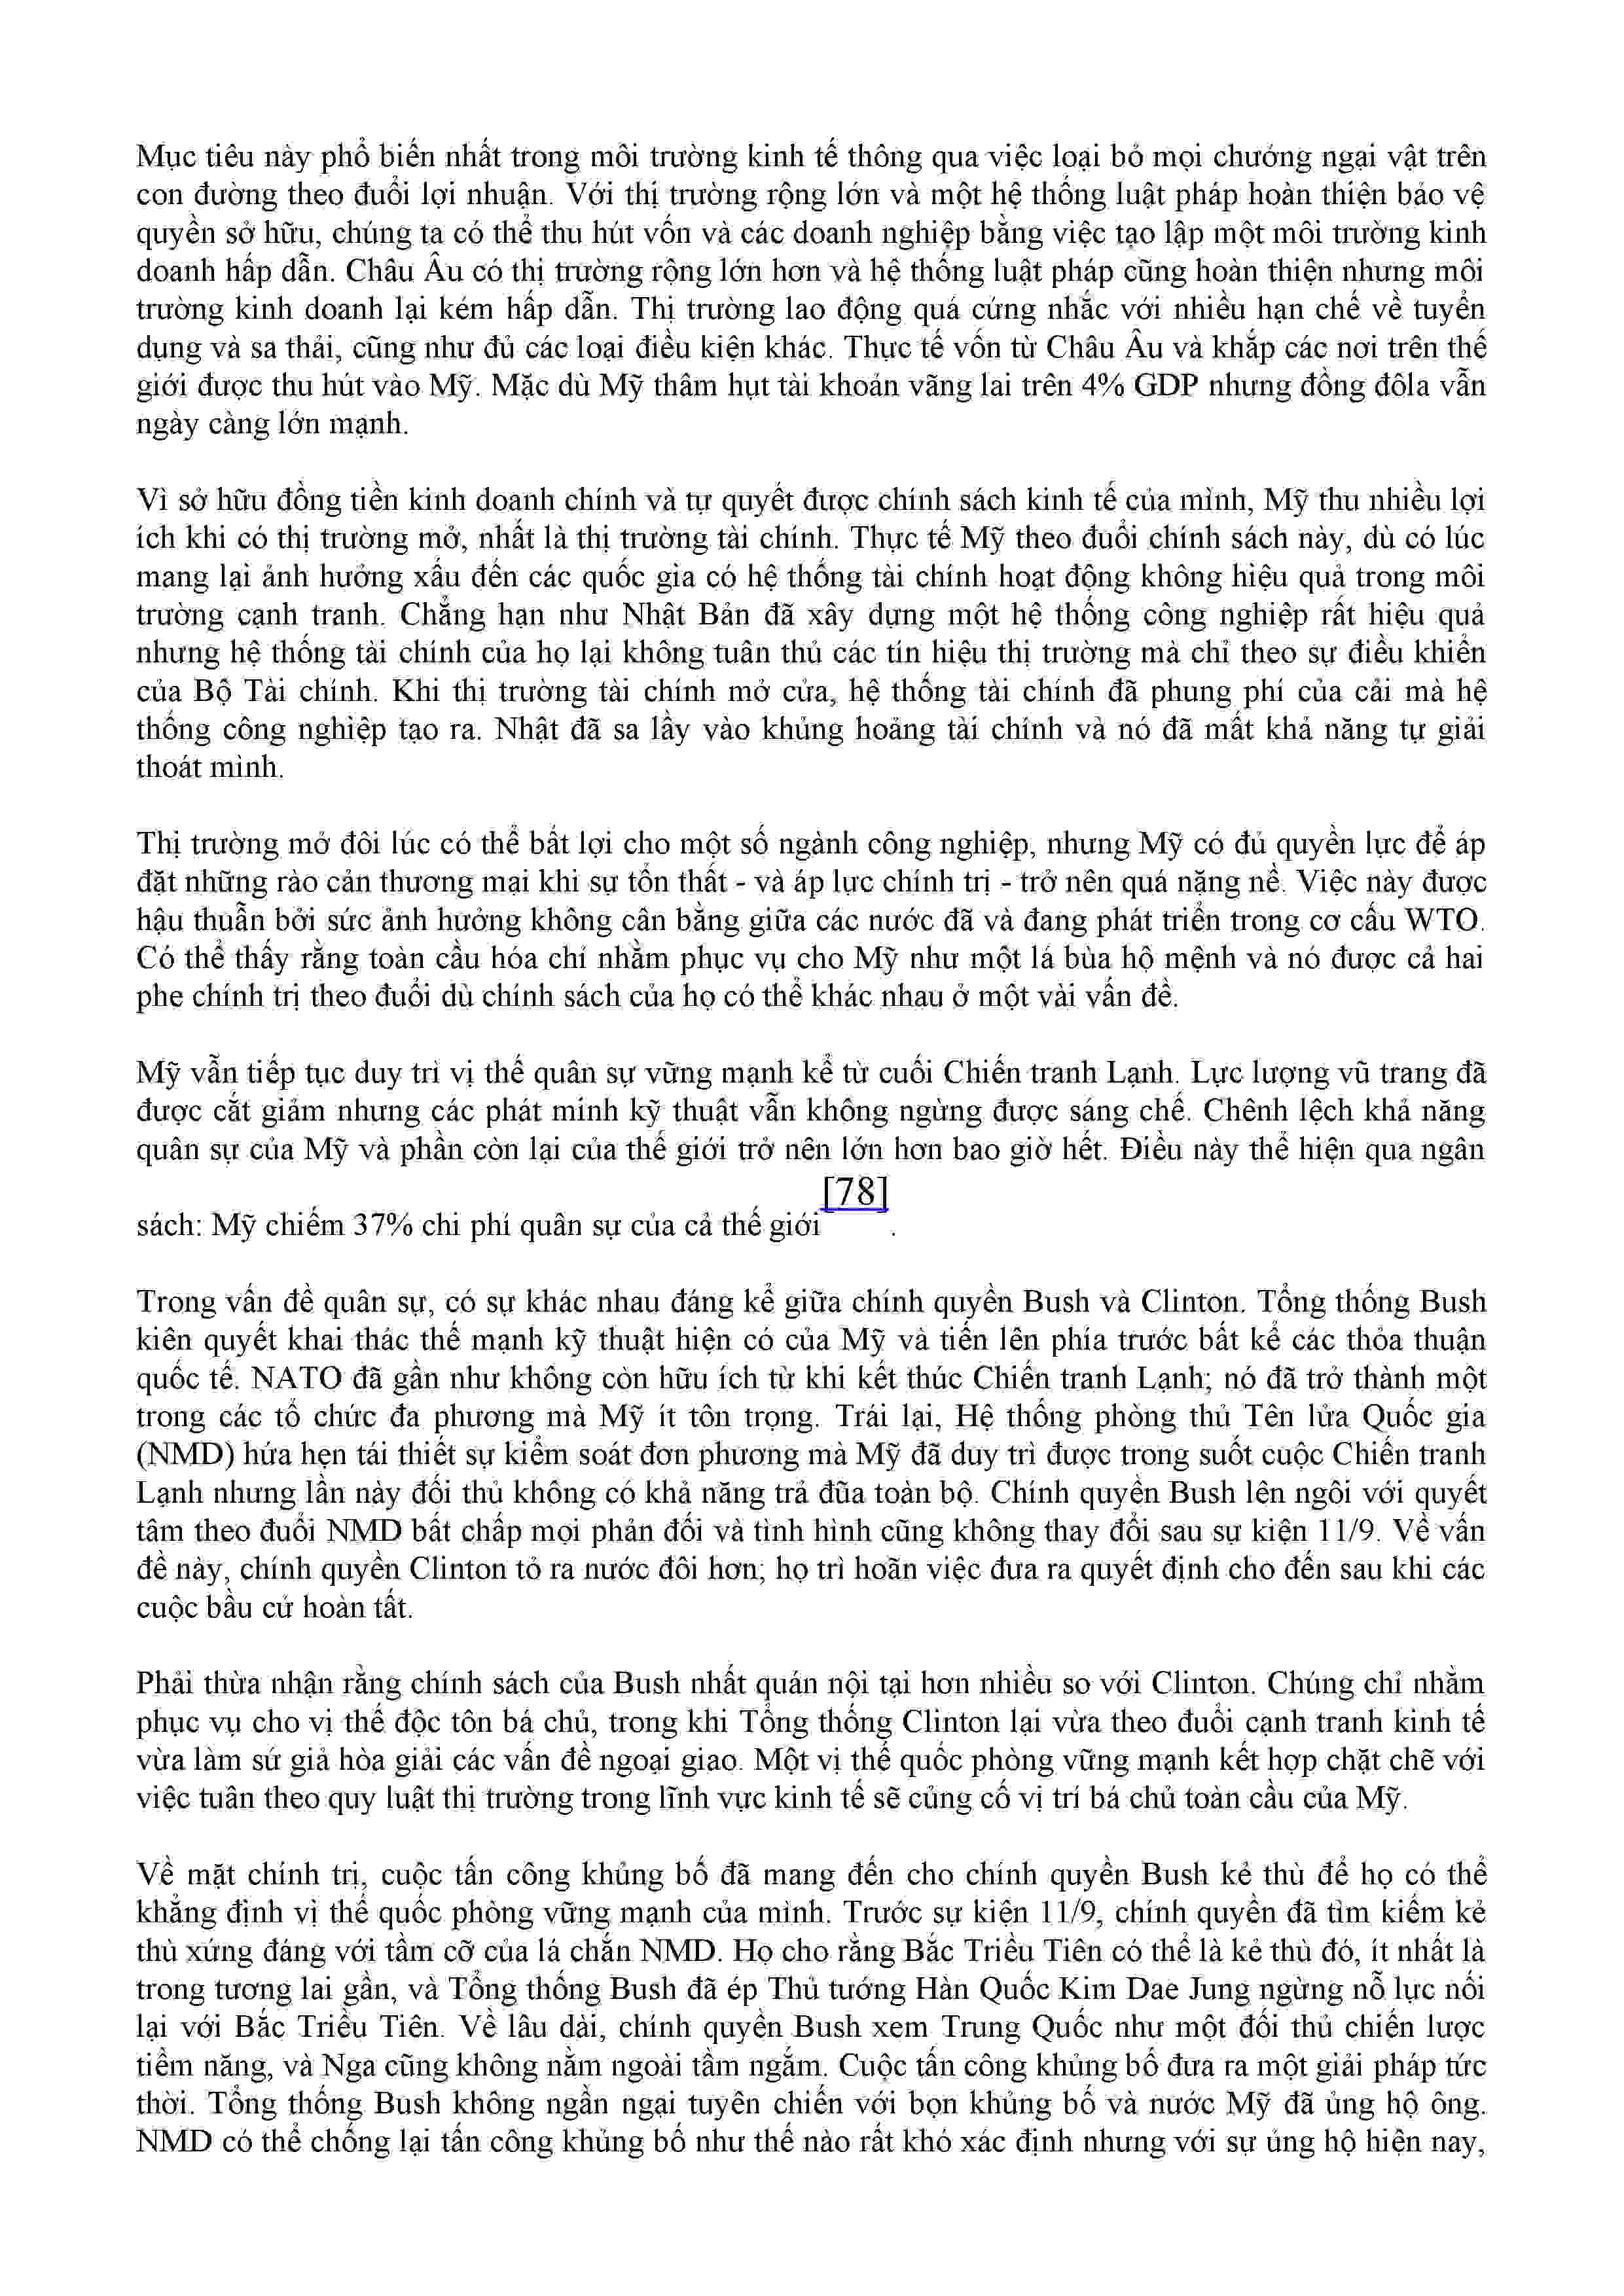 Mục tiêu này phổ biến nhất trong môi trường kinh tế thông qua việc loại bỏ mọi chướng ngại vật trên
con đường theo đuổi lợi nhuận. Với thị trường rộng lớn và một hệ thống luật pháp hoàn thiện bảo vệ
quyền sở hữu, chúng ta có thể thu hút vốn và các doanh nghiệp bằng việc tạo lập một môi trường kinh
doanh hấp dẫn. Châu Âu có thị trường rộng lớn hơn và hệ thống luật pháp cũng hoàn thiện nhưng môi
trường kinh doanh lại kém hấp dẫn. Thị trường lao động quá cứng nhắc với nhiều hạn chế về tuyển
dụng và sa thải, cũng như đủ các loại điều kiện khác. Thực tế vốn từ Châu Âu và khắp các nơi trên thế
giới được thu hút vào Mỹ. Mặc dù Mỹ thâm hụt tài khoản vãng lai trên 4% GDP nhưng đồng đôla vẫn
ngày càng lớn mạnh.
Vì sở hữu đồng tiền kinh doanh chính và tự quyết được chính sách kinh tế của mình, Mỹ thu nhiều lợi
ích khi có thị trường mở, nhất là thị trường tài chính. Thực tế Mỹ theo đuổi chính sách này, dù có lúc
mang lại ảnh hưởng xấu đến các quốc gia có hệ thống tài chính hoạt động không hiệu quả trong môi
trường cạnh tranh. Chẳng hạn như Nhật Bản đã xây dựng một hệ thống công nghiệp rất hiệu quả
nhưng hệ thống tài chính của họ lại không tuân thủ các tín hiệu thị trường mà chỉ theo sự điều khiển
của Bộ Tài chính. Khi thị trường tài chính mở cửa, hệ thống tài chính đã phung phí của cải mà hệ
thống công nghiệp tạo ra. Nhật đã sa lầy vào khủng hoảng tài chính và nó đã mất khả năng tự giải
thoát mình.
Thị trường mở đôi lúc có thể bất lợi cho một số ngành công nghiệp, nhưng Mỹ có đủ quyền lực để áp
đặt những rào cản thương mại khi sự tổn thất - và áp lực chính trị - trở nên quá nặng nề. Việc này được
hậu thuẫn bởi sức ảnh hưởng không cân bằng giữa các nước đã và đang phát triển trong cơ cấu WTO.
Có thể thấy rằng toàn cầu hóa chỉ nhằm phục vụ cho Mỹ như một lá bùa hộ mệnh và nó được cả hai
phe chính trị theo đuổi dù chính sách của họ có thể khác nhau ở một vài vấn đề.
Mỹ vẫn tiếp tục duy trì vị thế quân sự vững mạnh kể từ cuối Chiến tranh Lạnh. Lực lượng vũ trang đã
được cắt giảm nhưng các phát minh kỹ thuật vẫn không ngừng được sáng chế. Chênh lệch khả năng
quân sự của Mỹ và phần còn lại của thế giới trở nên lớn hơn bao giờ hết. Điều này thể hiện qua ngân
sách: Mỹ chiếm 37% chi phí quân sự của cả thế giới[78].
Trong vấn đề quân sự, có sự khác nhau đáng kể giữa chính quyền Bush và Clinton. Tổng thống Bush
kiên quyết khai thác thế mạnh kỹ thuật hiện có của Mỹ và tiến lên phía trước bất kể các thỏa thuận
quốc tế. NATO đã gần như không còn hữu ích từ khi kết thúc Chiến tranh Lạnh; nó đã trở thành một
trong các tổ chức đa phương mà Mỹ ít tôn trọng. Trái lại, Hệ thống phòng thủ Tên lửa Quốc gia
(NMD) hứa hẹn tái thiết sự kiểm soát đơn phương mà Mỹ đã duy trì được trong suốt cuộc Chiến tranh
Lạnh nhưng lần này đối thủ không có khả năng trả đũa toàn bộ. Chính quyền Bush lên ngôi với quyết
tâm theo đuổi NMD bất chấp mọi phản đối và tình hình cũng không thay đổi sau sự kiện 11/9. Về vấn
đề này, chính quyền Clinton tỏ ra nước đôi hơn; họ trì hoãn việc đưa ra quyết định cho đến sau khi các
cuộc bầu cử hoàn tất.
Phải thừa nhận rằng chính sách của Bush nhất quán nội tại hơn nhiều so với Clinton. Chúng chỉ nhằm
phục vụ cho vị thế độc tôn bá chủ, trong khi Tổng thống Clinton lại vừa theo đuổi cạnh tranh kinh tế
vừa làm sứ giả hòa giải các vấn đề ngoại giao. Một vị thế quốc phòng vững mạnh kết hợp chặt chẽ với
việc tuân theo quy luật thị trường trong lĩnh vực kinh tế sẽ củng cố vị trí bá chủ toàn cầu của Mỹ.
Về mặt chính trị, cuộc tấn công khủng bố đã mang đến cho chính quyền Bush kẻ thù để họ có thể
khẳng định vị thế quốc phòng vững mạnh của mình. Trước sự kiện 11/9, chính quyền đã tìm kiếm kẻ
thù xứng đáng với tầm cỡ của lá chắn NMD. Họ cho rằng Bắc Triều Tiên có thể là kẻ thù đó, ít nhất là
trong tương lai gần, và Tổng thống Bush đã ép Thủ tướng Hàn Quốc Kim Dae Jung ngừng nỗ lực nối
lại với Bắc Triều Tiên. Về lâu dài, chính quyền Bush xem Trung Quốc như một đối thủ chiến lược
tiềm năng, và Nga cũng không nằm ngoài tầm ngắm. Cuộc tấn công khủng bố đưa ra một giải pháp tức
thời. Tổng thống Bush không ngần ngại tuyên chiến với bọn khủng bố và nước Mỹ đã ủng hộ ông.
NMD có thể chống lại tấn công khủng bố như thế nào rất khó xác định nhưng với sự ủng hộ hiện nay,